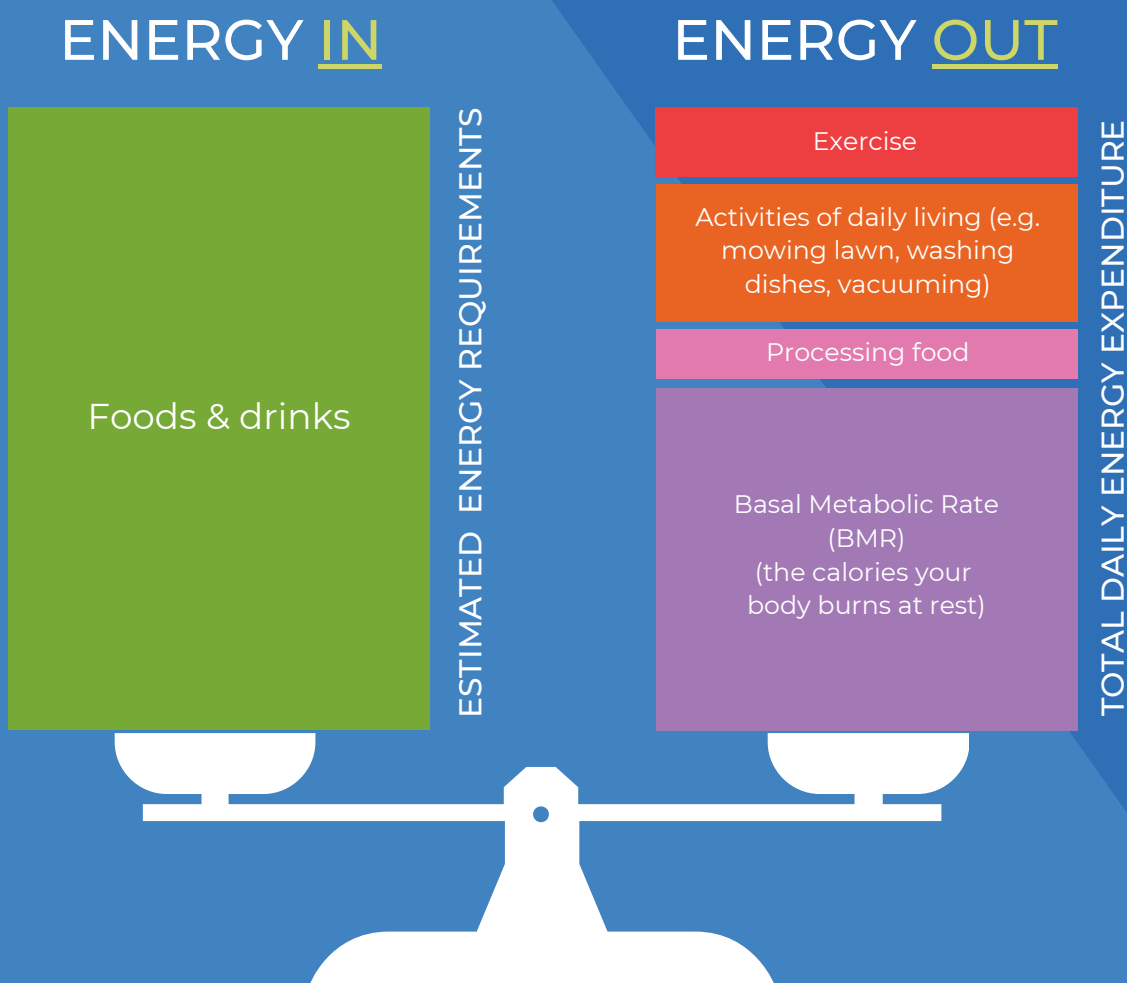 ENERGY IN
Foods & drinks
ESTIMATED ENERGY REQUIREMENTS
ENERGY OUT
Exercise
Activities of daily living (e.g.
mowing lawn, washing
dishes, vacuuming)
Processing food
Basal Metabolic Rate
(BMR)
(the calories your
body burns at rest)
TOTAL DAILY ENERGY EXPENDITURE